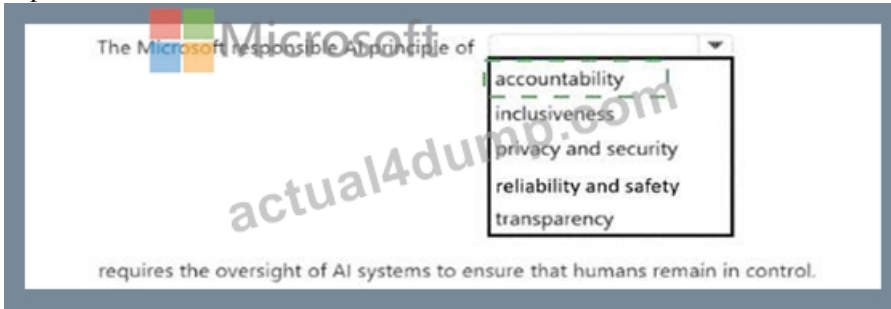 Microsoft
The Microsoft responsible AI principle of
accountability
inclusiveness
privacy and security
reliability and safety
transparency
actual4dump.com
requires the oversight of AI systems to ensure that humans remain in control.